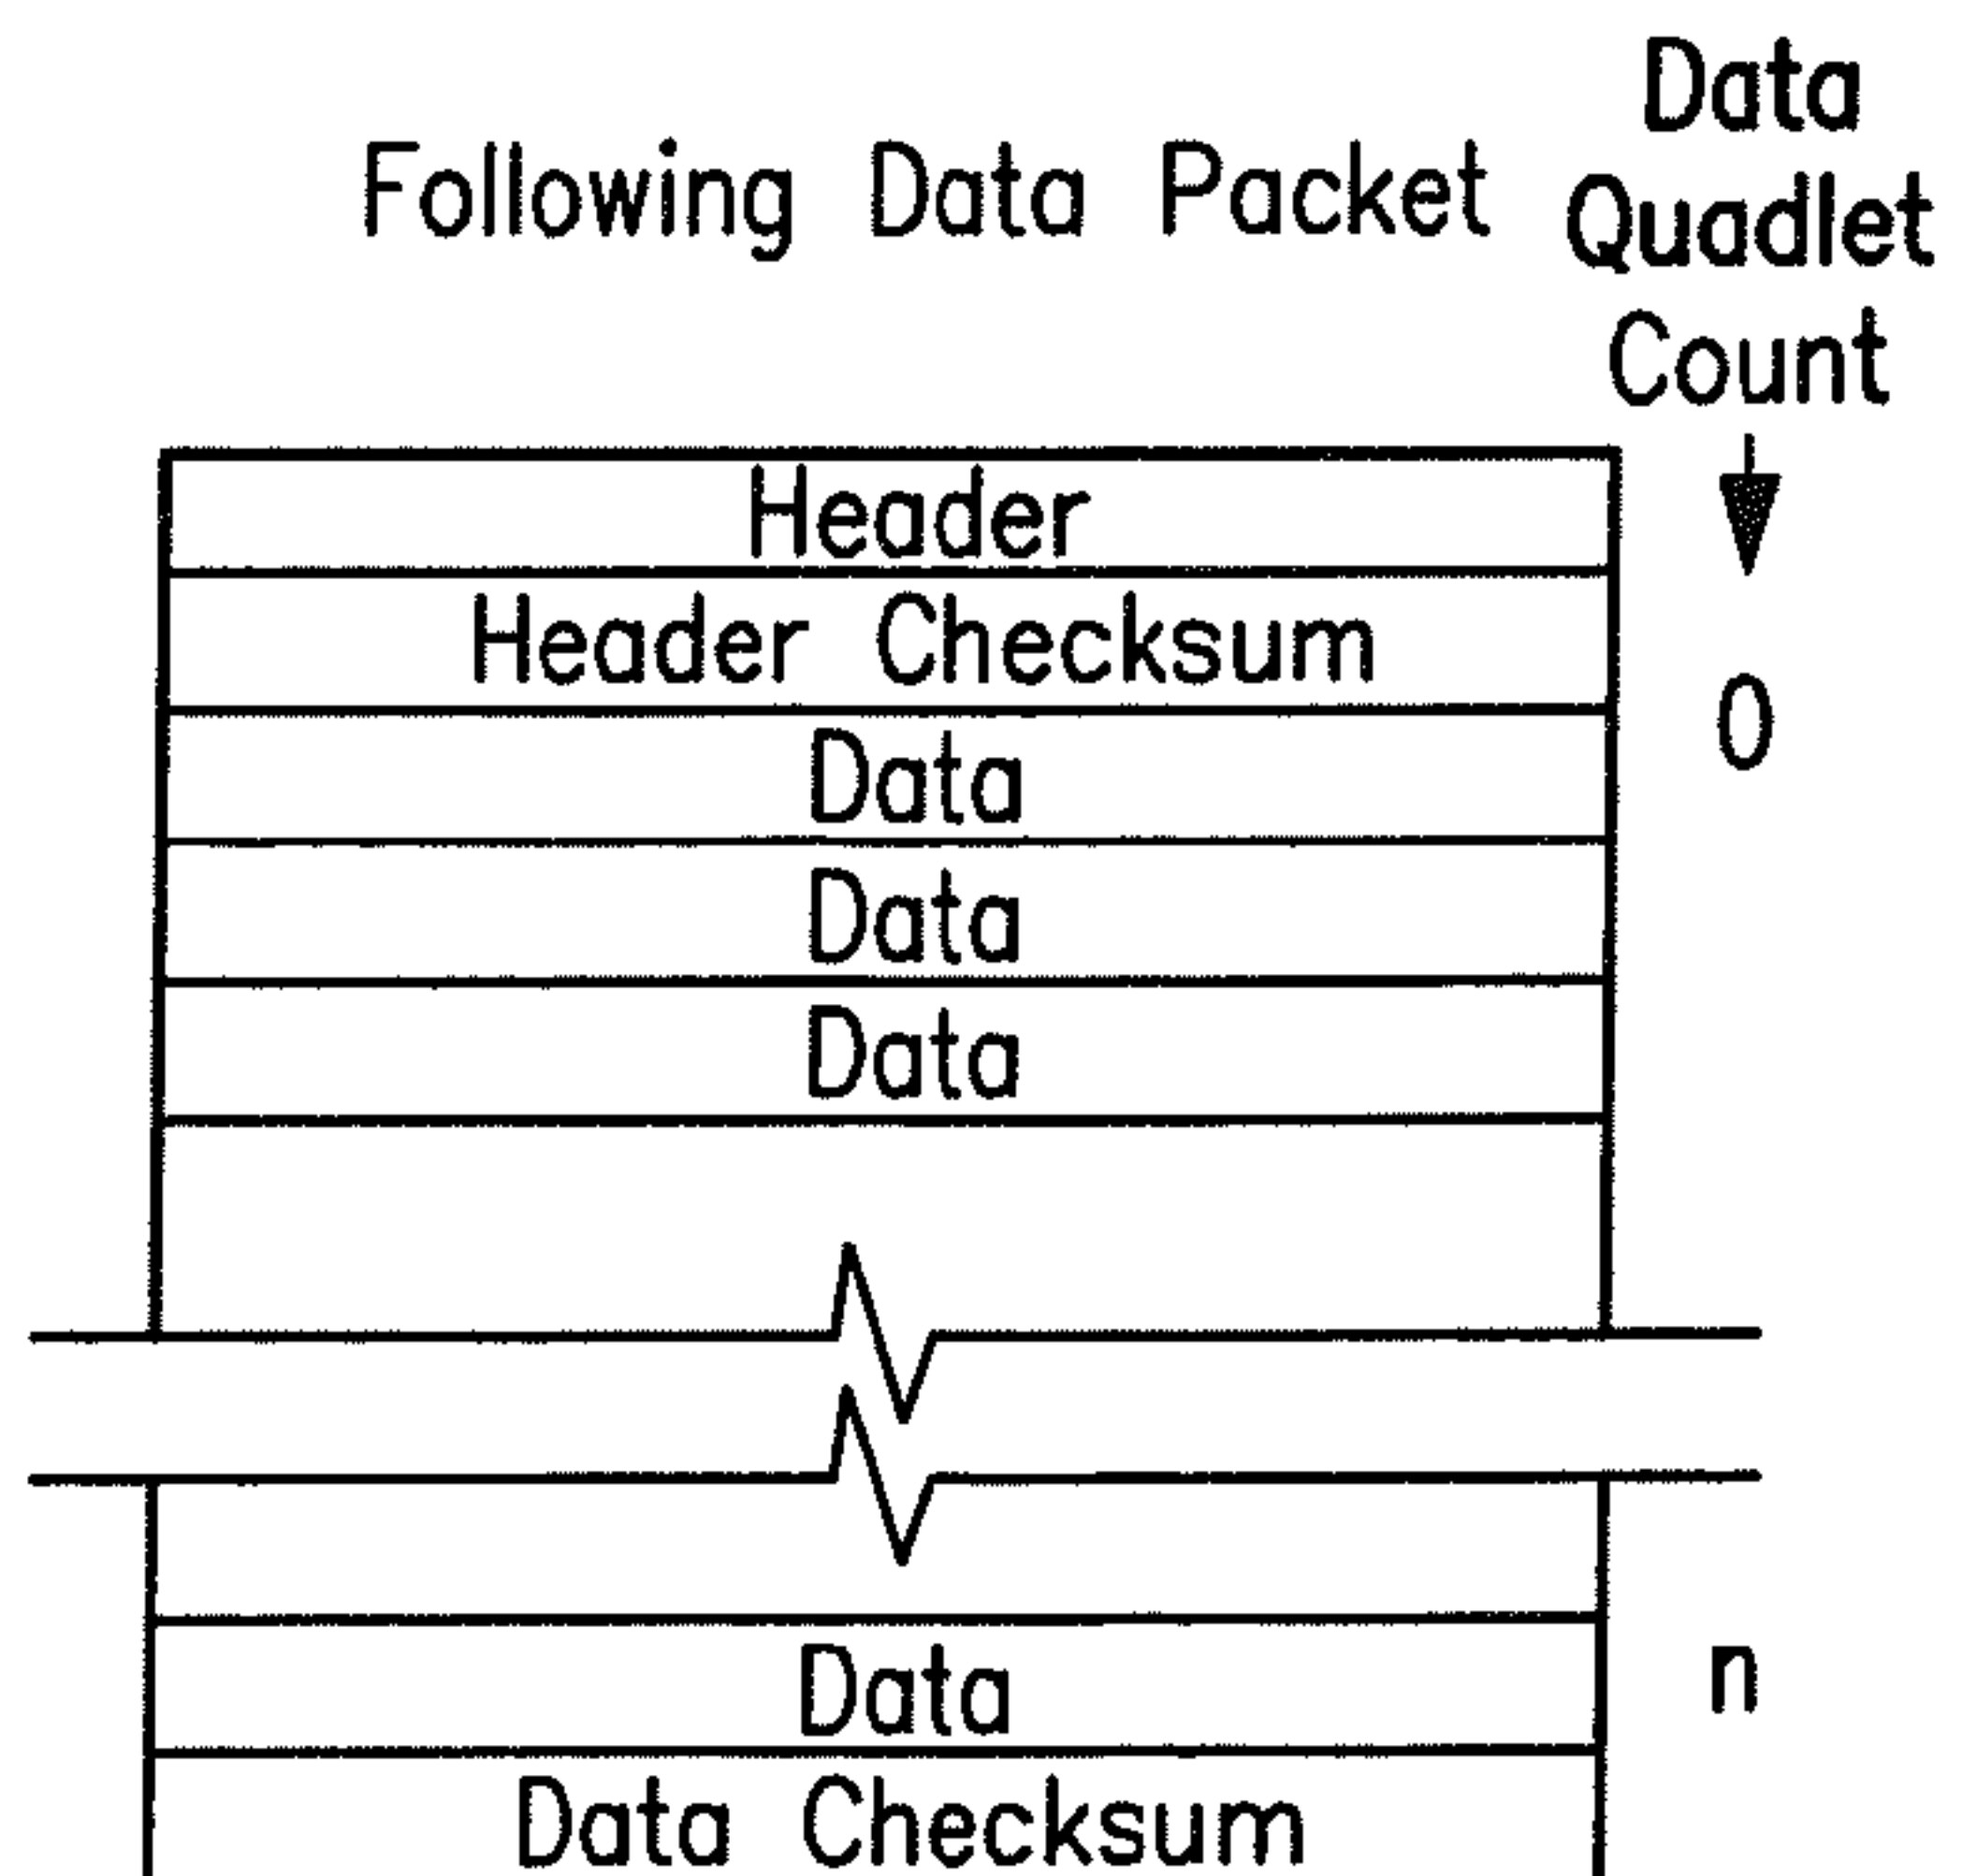 Data
Following Data Packet Quadlet
Count
Header
Header Checksum
0
Data
Data
Data
Data n
Data Checksum